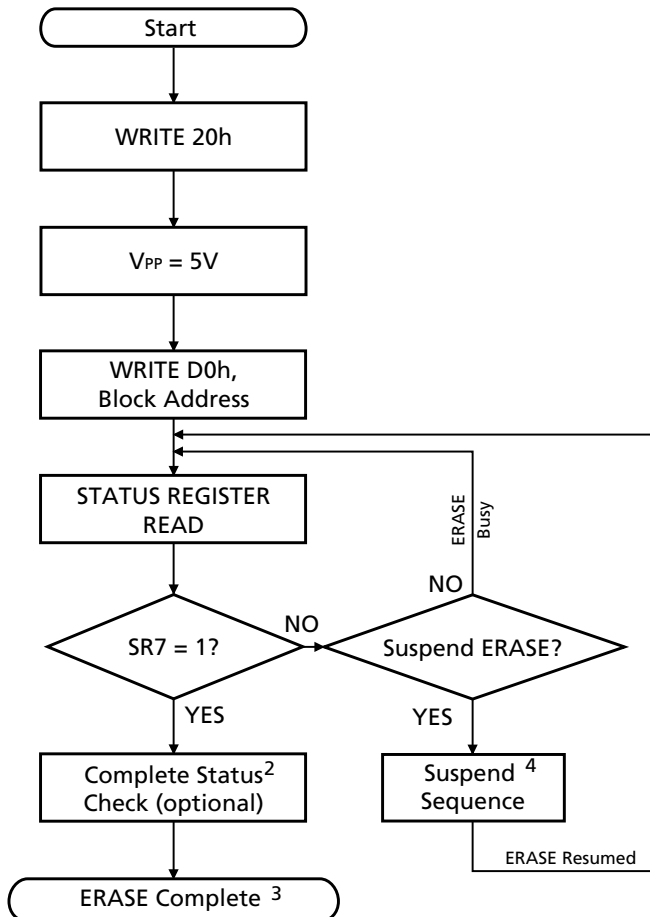 Start
WRITE 20h
VPP = 5V
WRITE D0h,
Block Address
STATUS REGISTER
READ
ERASE
Busy
NO
SR7 = 1?
NO
Suspend ERASE?
YES
YES
Complete Status2
Check (optional)
Suspend 4
Sequence
ERASE Resumed
ERASE Complete 3